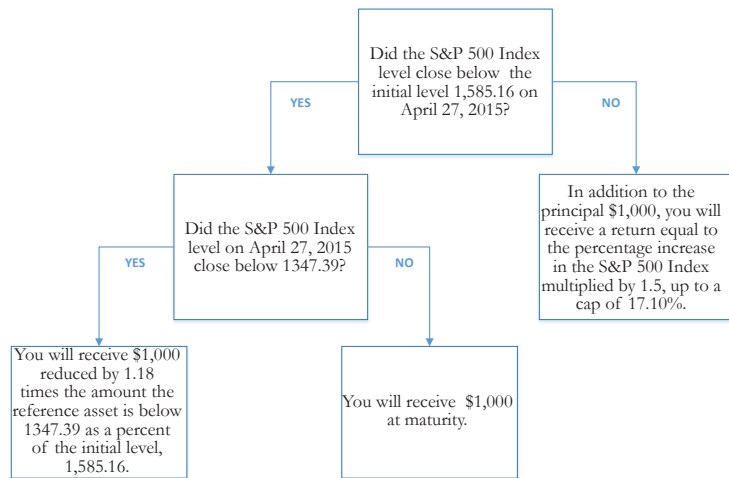 Did the S&P 500 Index
level close below the
initial level 1,585.16 on
April 27, 2015?
YES
NO
Did the S&P 500 Index
level on April 27, 2015
close below 1347.39?
In addition to the
principal $1,000, you will
receive a return equal to
the percentage increase
in the S&P 500 Index
multiplied by 1.5, up to a
cap of 17.10%.
YES
NO
You will receive $1,000
reduced by 1.18
times the amount the
reference asset is below
1347.39 as a percent
of the initial level,
1,585.16.
You will receive $1,000
at maturity.